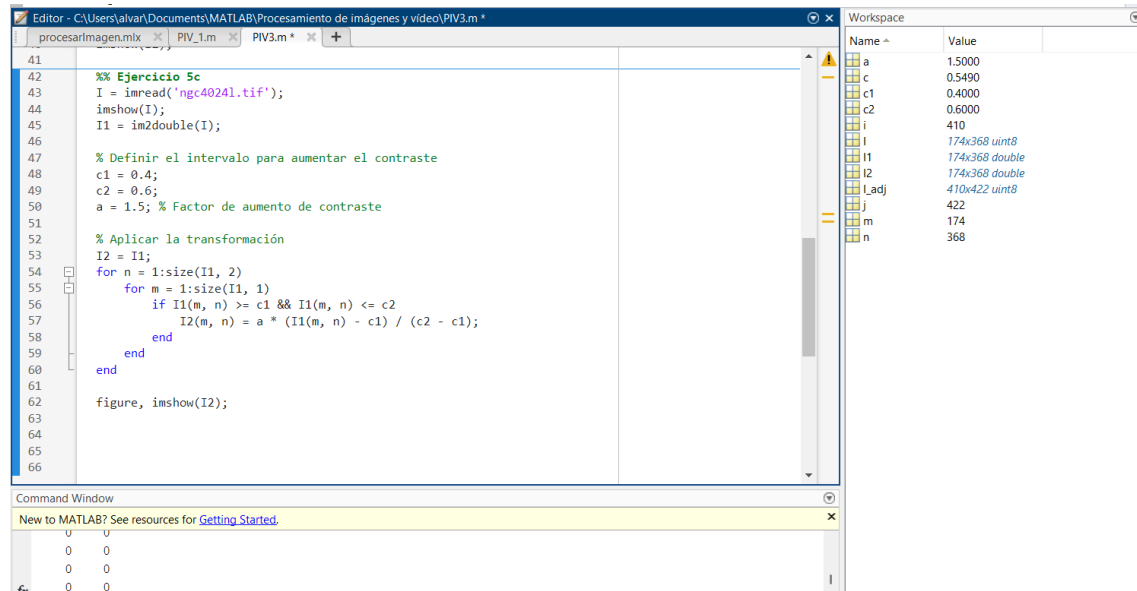 Editor - C:\Users\alvar\Documents\MATLAB\Procesamiento de imágenes y vídeo\PIV3.m *
procesarImagen.mlx PIV_1.m PIV3.m * +
41
42 %% Ejercicio 5c
43 I = imread('ngc4024l.tif');
44 imshow(I);
45 I1 = im2double(I);
46
47 % Definir el intervalo para aumentar el contraste
48 c1 = 0.4;
49 c2 = 0.6;
50 a = 1.5; % Factor de aumento de contraste
51
52 % Aplicar la transformación
53 I2 = I1;
54 for n = 1:size(I1, 2)
55 for m = 1:size(I1, 1)
56 if I1(m, n) >= c1 && I1(m, n) <= c2
57 I2(m, n) = a * (I1(m, n) - c1) / (c2 - c1);
58 end
59 end
60 end
61
62 figure, imshow(I2);
63
64
65
66
Command Window
New to MATLAB? See resources for Getting Started.
0 0
0 0
0 0
0 0
fx
Workspace
Name Value
a 1.5000
c 0.5490
c1 0.4000
c2 0.6000
i 410
I 174x368 uint8
I1 174x368 double
I2 174x368 double
I_adj 410x422 uint8
j 422
m 174
n 368